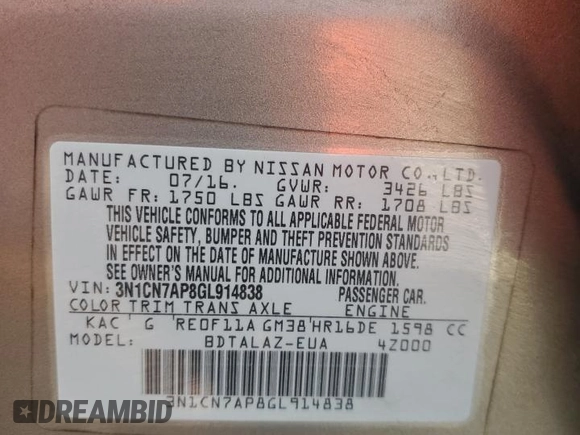 MANUFACTURED BY NISSAN MOTOR CO., LTD.
DATE: 07/16. GVWR: 3426 LBS
GAWR FR: 1750 LBS GAWR RR: 1708 LBS
THIS VEHICLE CONFORMS TO ALL APPLICABLE FEDERAL MOTOR
VEHICLE SAFETY, BUMPER AND THEFT PREVENTION STANDARDS
IN EFFECT ON THE DATE OF MANUFACTURE SHOWN ABOVE.
SEE OWNER'S MANUAL FOR ADDITIONAL INFORMATION.
VIN: 3N1CN7AP8GL914838 PASSENGER CAR.
COLOR TRIM TRANS AXLE ENGINE
KAC G RE0F11A GM38 HR16DE 1598 CC
MODEL: BDTALAZ-EUA 4Z000
3N1CN7AP8GL914838
DREAMBID